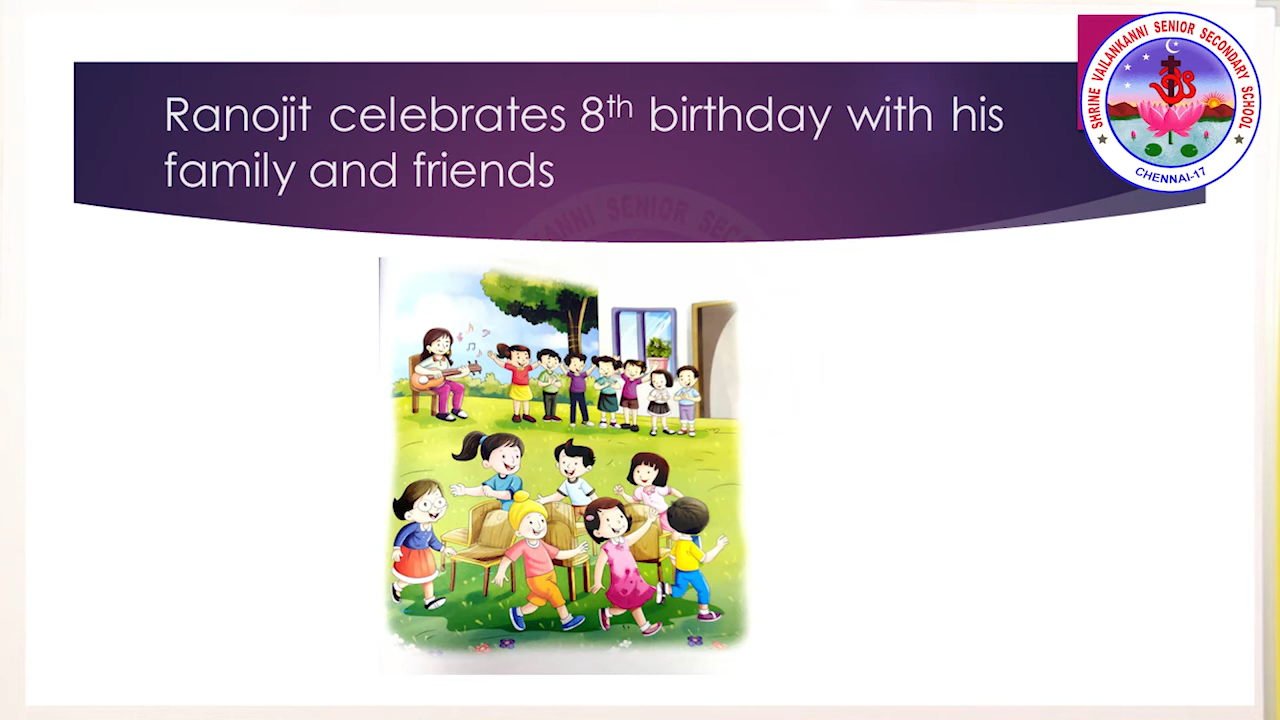 Ranojit celebrates 8th birthday with his
family and friends
SHRINE VAILANKANNI SENIOR SECONDARY SCHOOL
CHENNAI-17